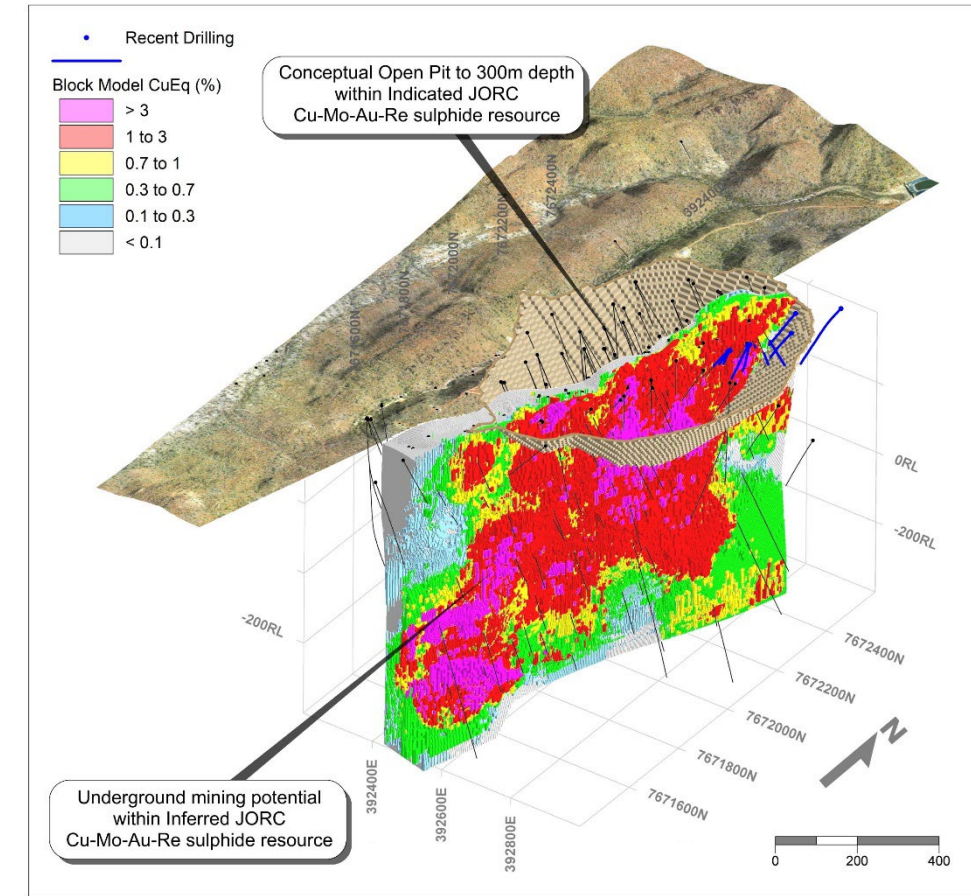 Recent Drilling
Block Model CuEq (%)
> 3
1 to 3
0.7 to 1
0.3 to 0.7
0.1 to 0.3
< 0.1
Conceptual Open Pit to 300m depth
within Indicated JORC
Cu-Mo-Au-Re sulphide resource
7672400N
7672200N
7672000N
7671800N
7671600N
0RL
-200RL
-200RL
7672400N
7672200N
7672000N
7671800N
7671600N
392400E
392600E
392800E
N
Underground mining potential
within Inferred JORC
Cu-Mo-Au-Re sulphide resource
0 200 400